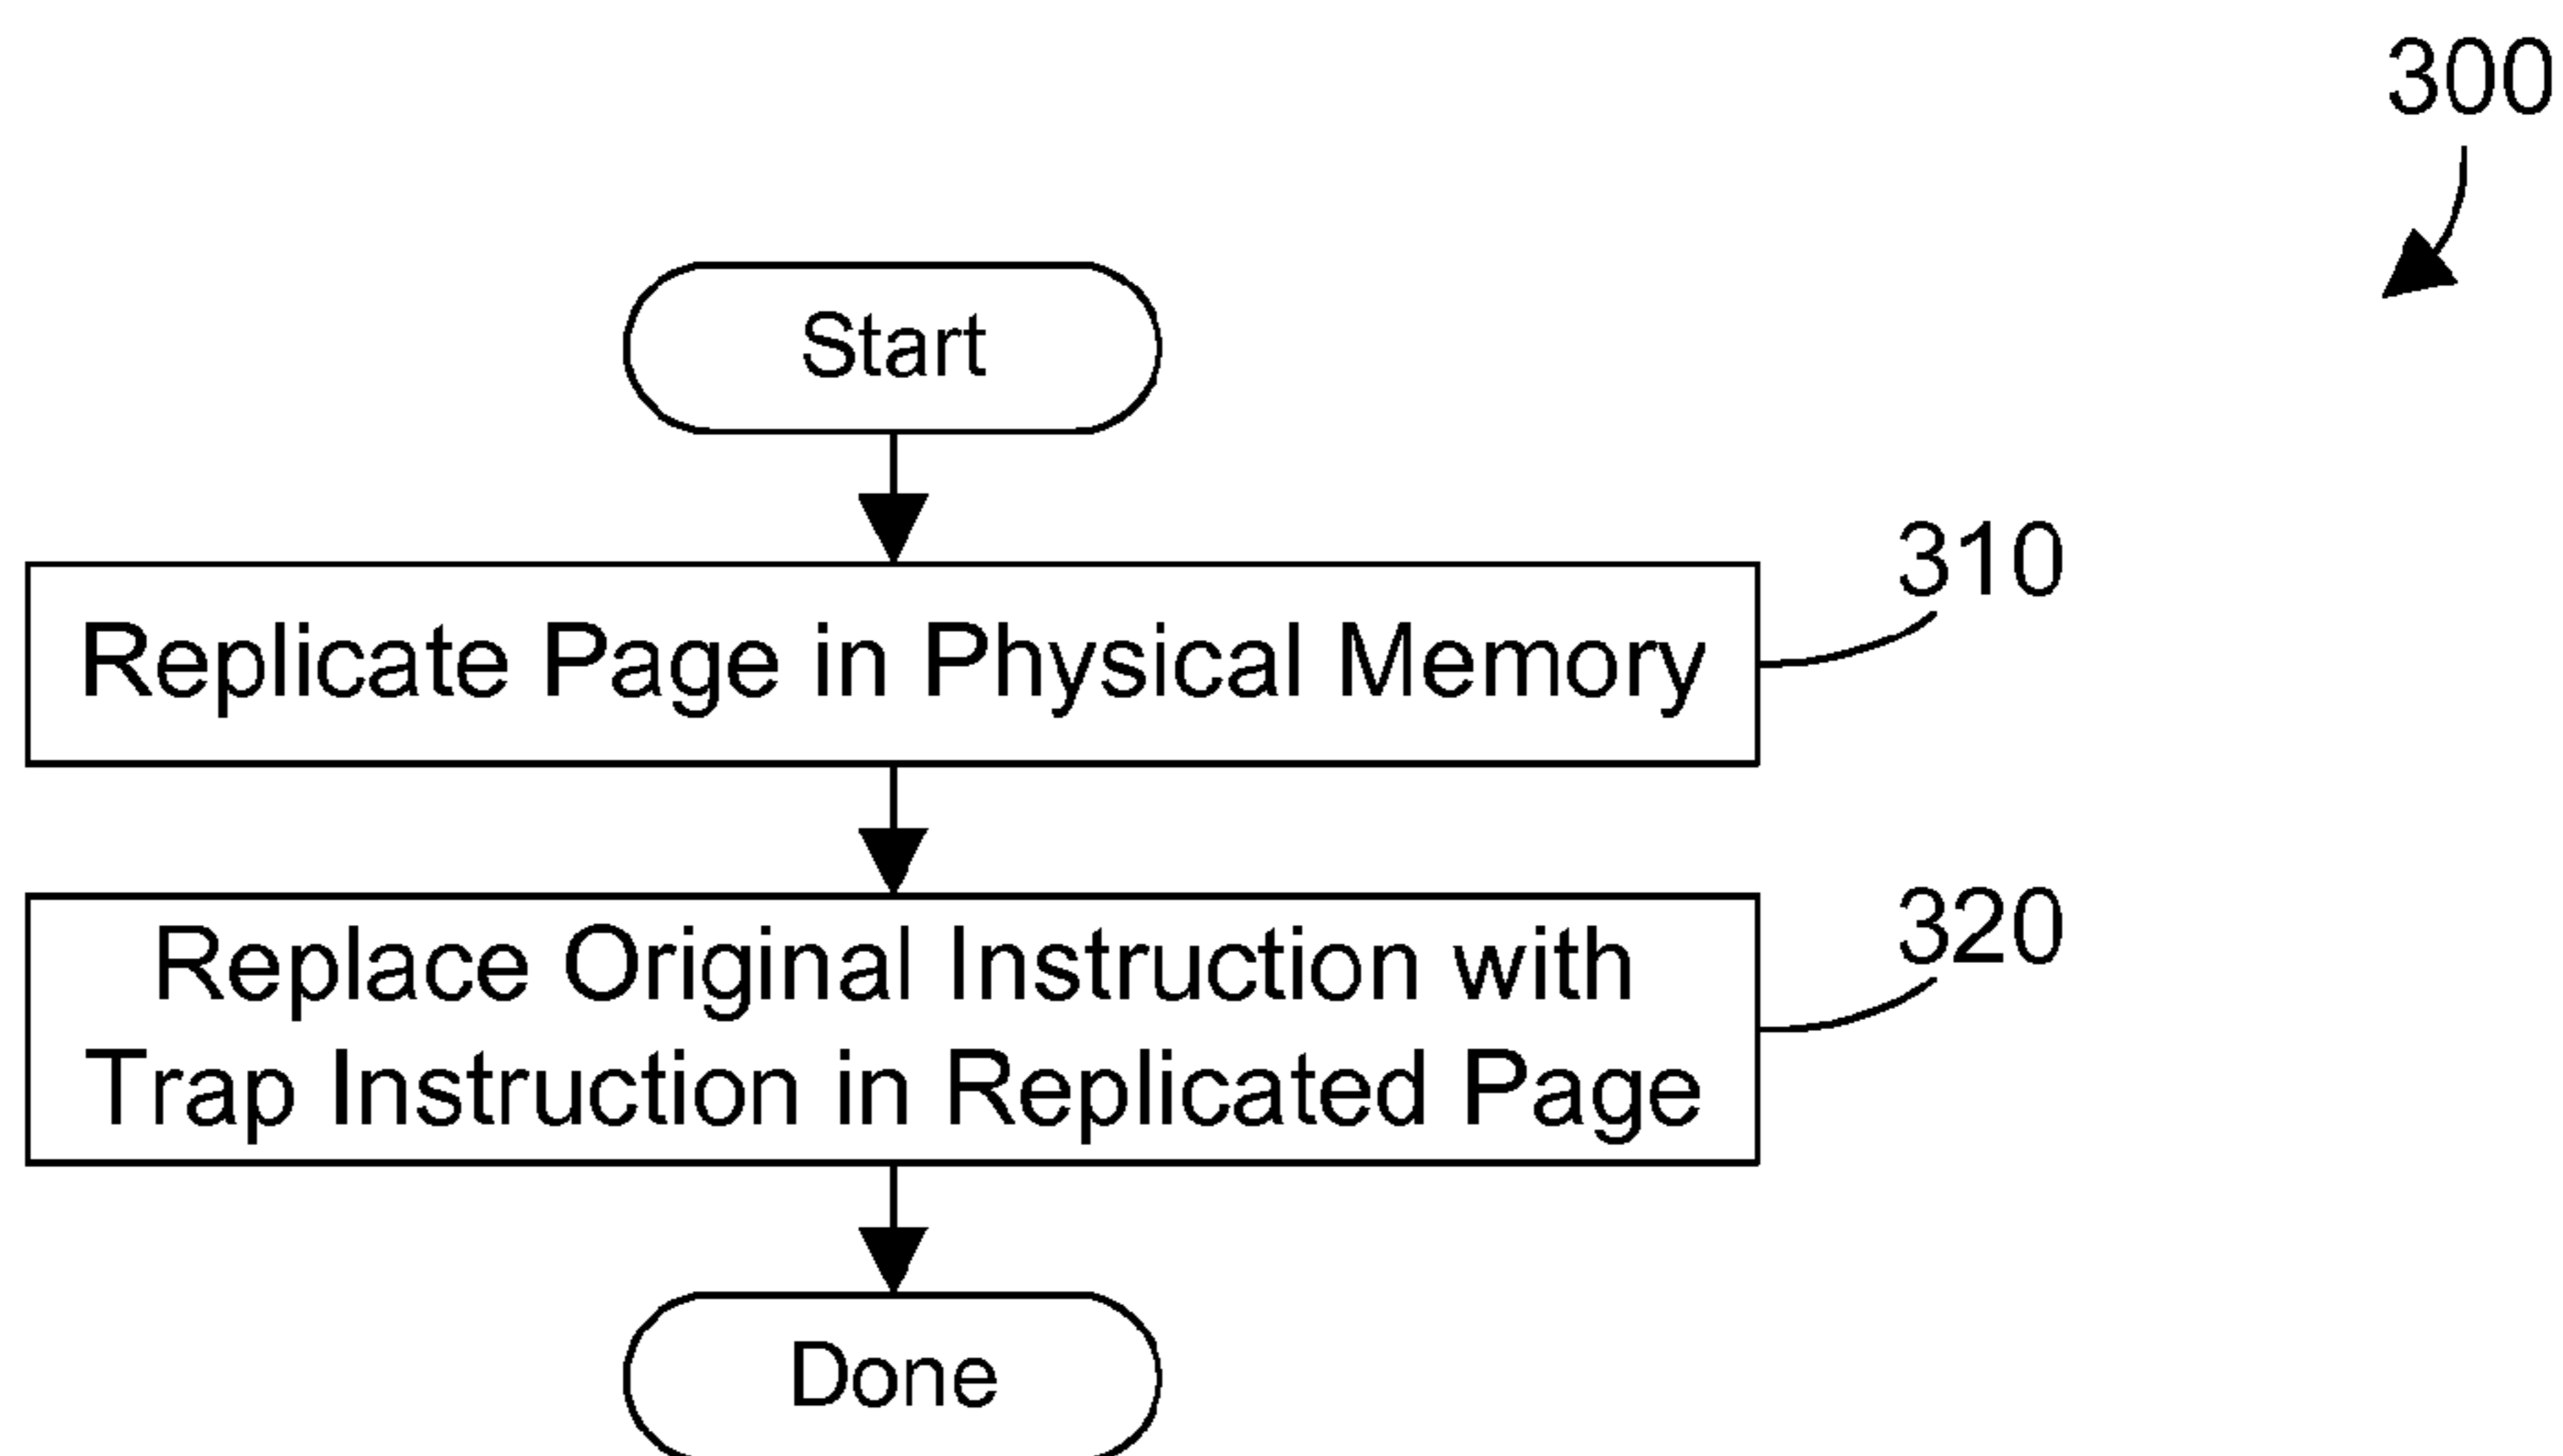 300
Start
310
Replicate Page in Physical Memory
320
Replace Original Instruction with
Trap Instruction in Replicated Page
Done